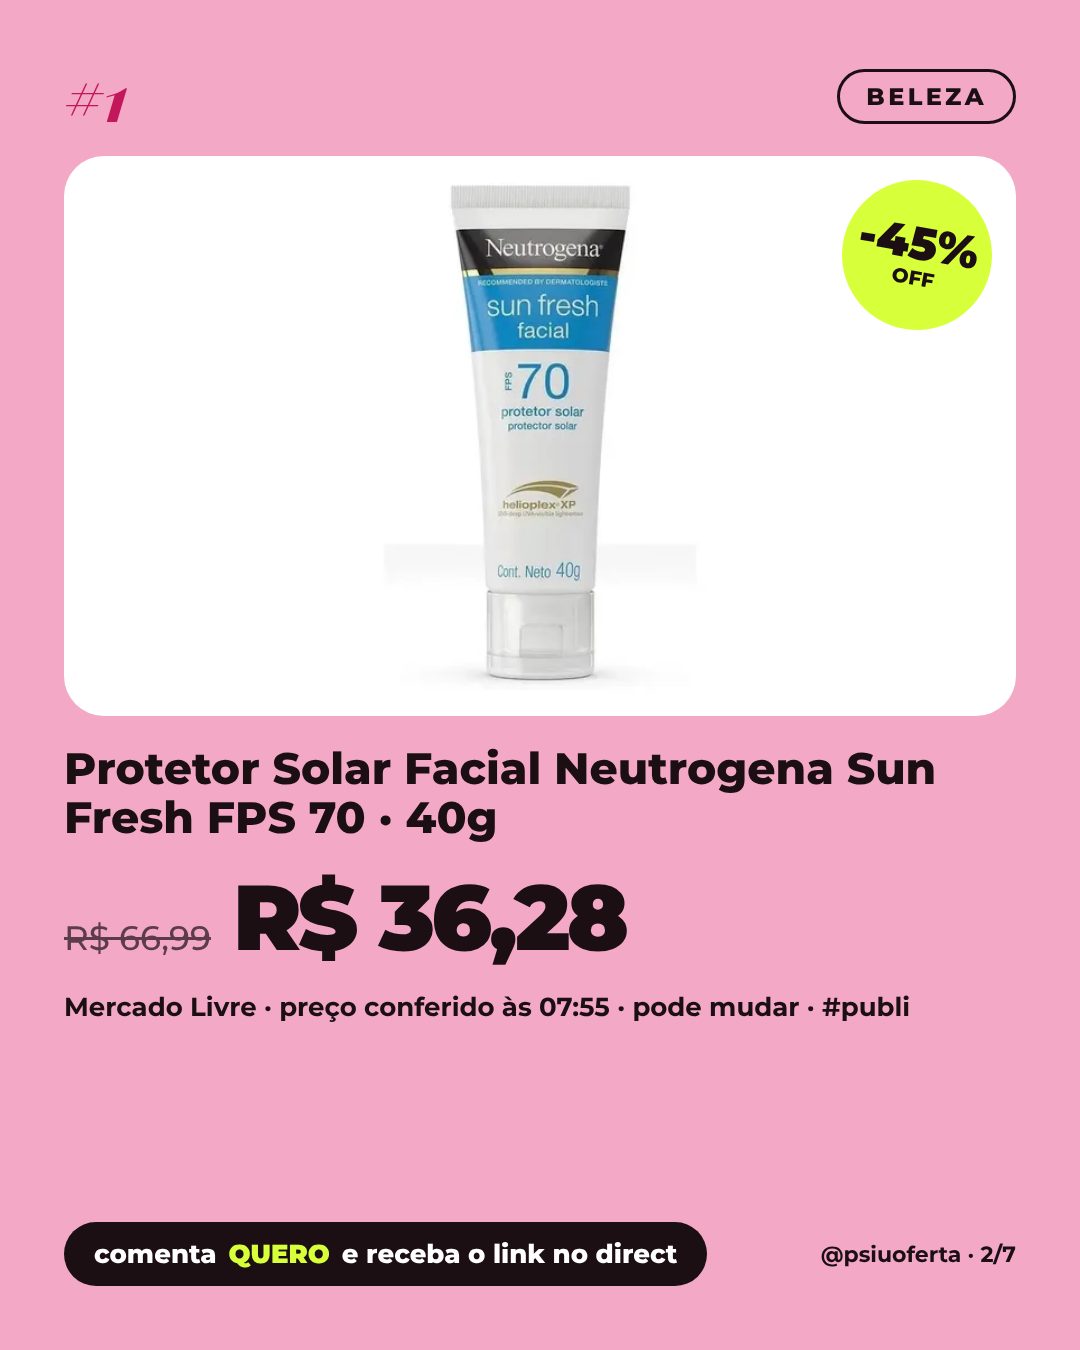 #1
BELEZA
-45%
OFF
Neutrogena®
RECOMMENDED BY DERMATOLOGISTS
sun fresh
facial
FPS 70
protetor solar
protector solar
helioplex® XP
Cont. Neto 40g
Protetor Solar Facial Neutrogena Sun
Fresh FPS 70 · 40g
R$ 66,99 R$ 36,28
Mercado Livre · preço conferido às 07:55 · pode mudar · #publi
comenta QUERO e receba o link no direct
@psiuoferta · 2/7